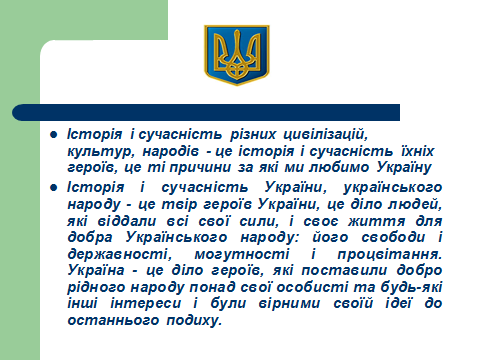 Історія і сучасність різних цивілізацій,
культур, народів - це історія і сучасність їхніх
героїв, це ті причини за які ми любимо Україну
Історія і сучасність України, українського
народу - це твір героїв України, це діло людей,
які віддали всі свої сили, і своє життя для
добра Українського народу: його свободи і
державності, могутності і процвітання.
Україна - це діло героїв, які поставили добро
рідного народу понад свої особисті та будь-які
інші інтереси і були вірними своїй ідеї до
останнього подиху.